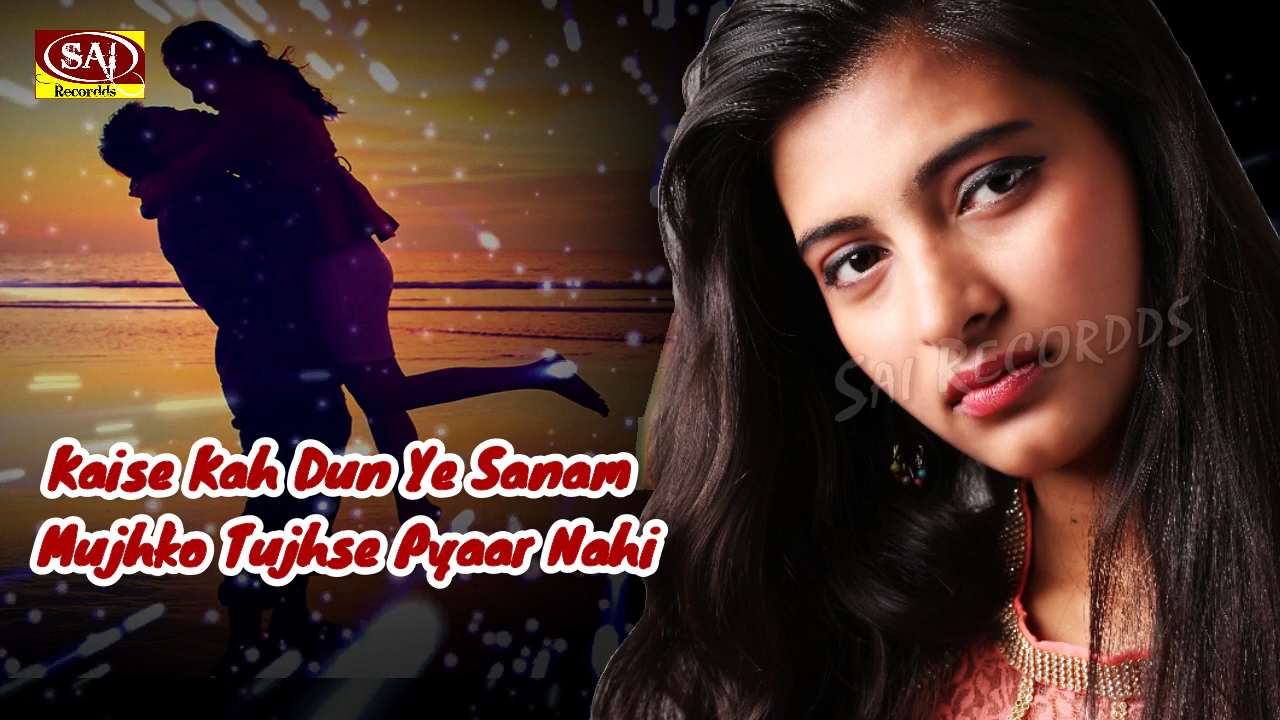 SAI
Recordds
Kaise Kah Dun Ye Sanam
Mujhko Tujhse Pyaar Nahi
Sai Recordds